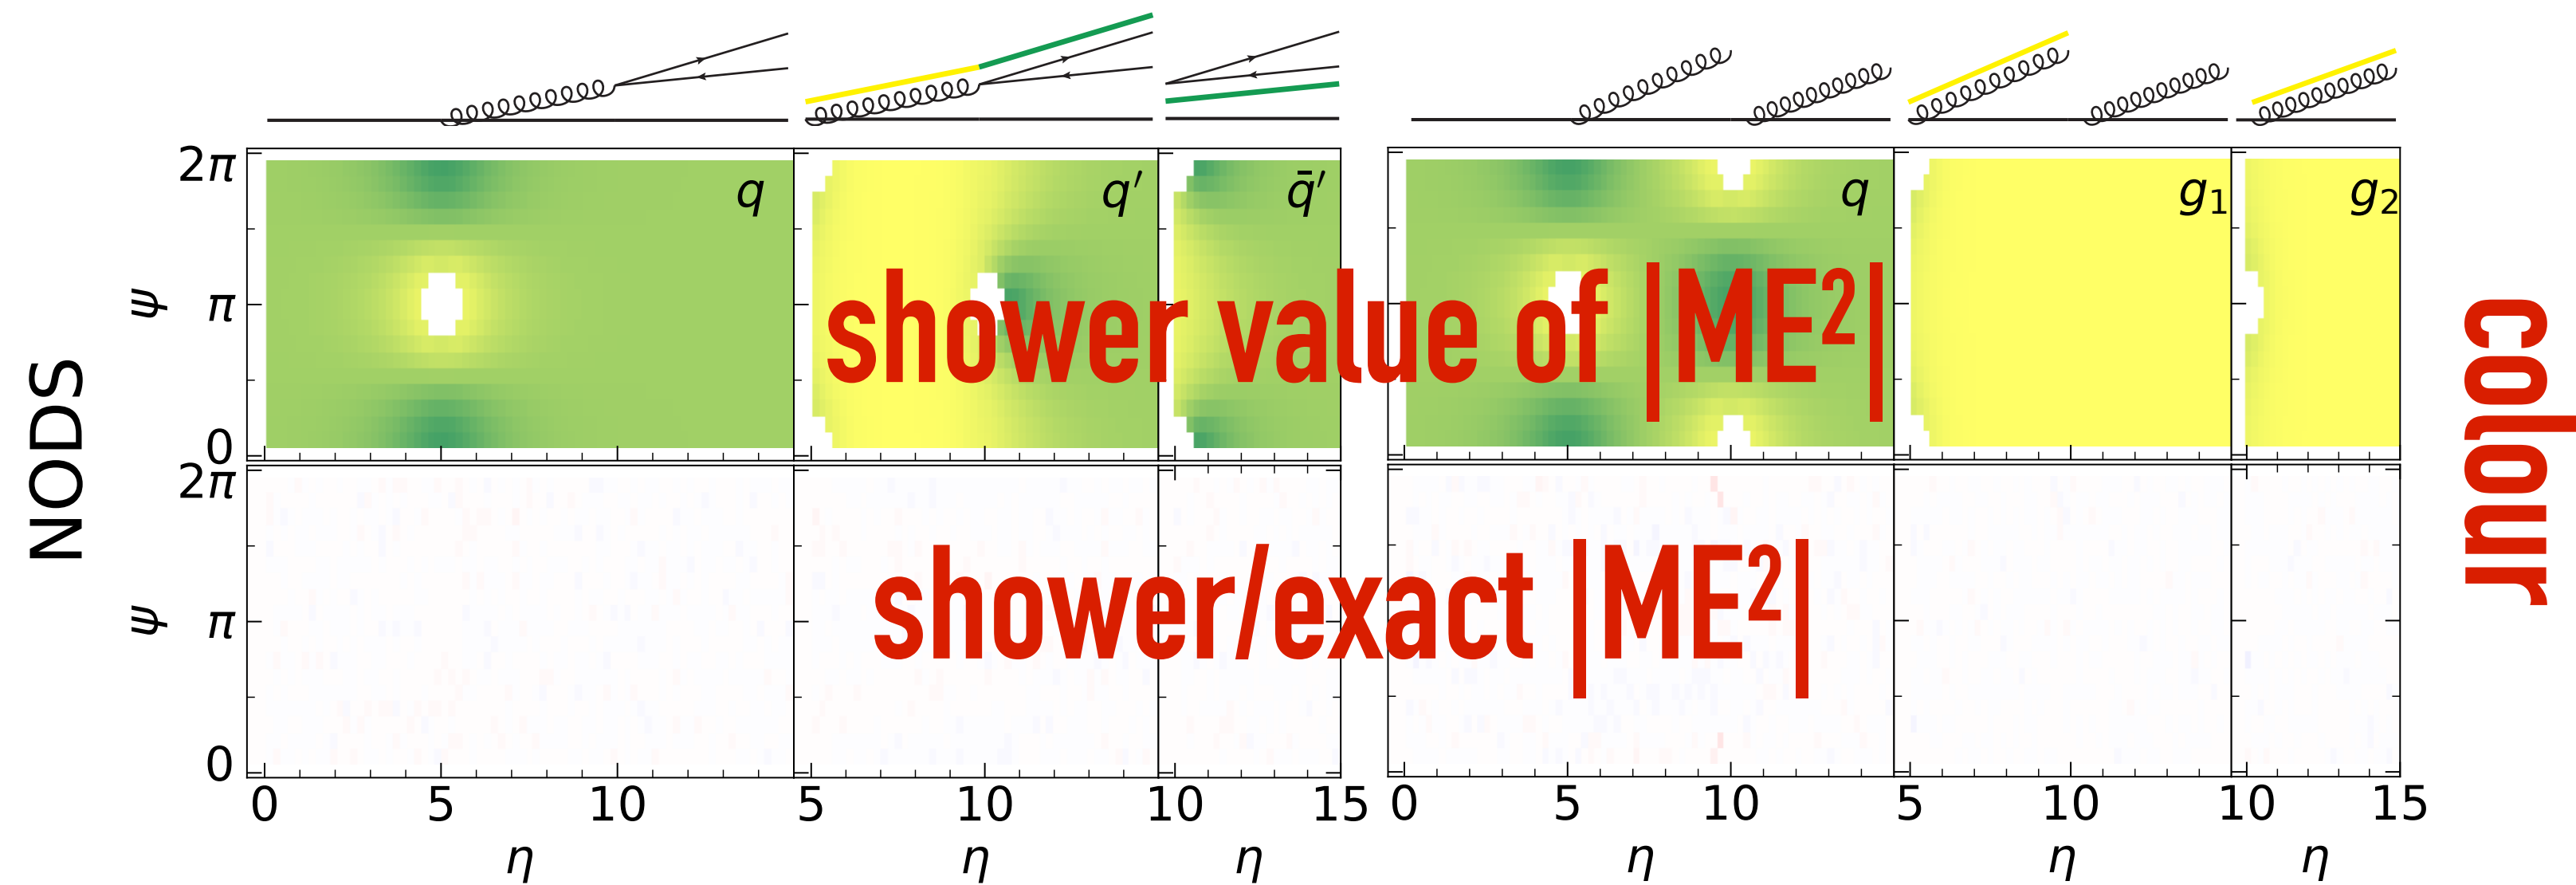 NODS
ψ
2π
π
0
q
q′
q̄′
q
g₁
g₂
shower value of |ME²|
colour
ψ
2π
π
0
shower/exact |ME²|
0 5 10 5 10 10 15 0 5 10 5 10 10 15
η η η η η η